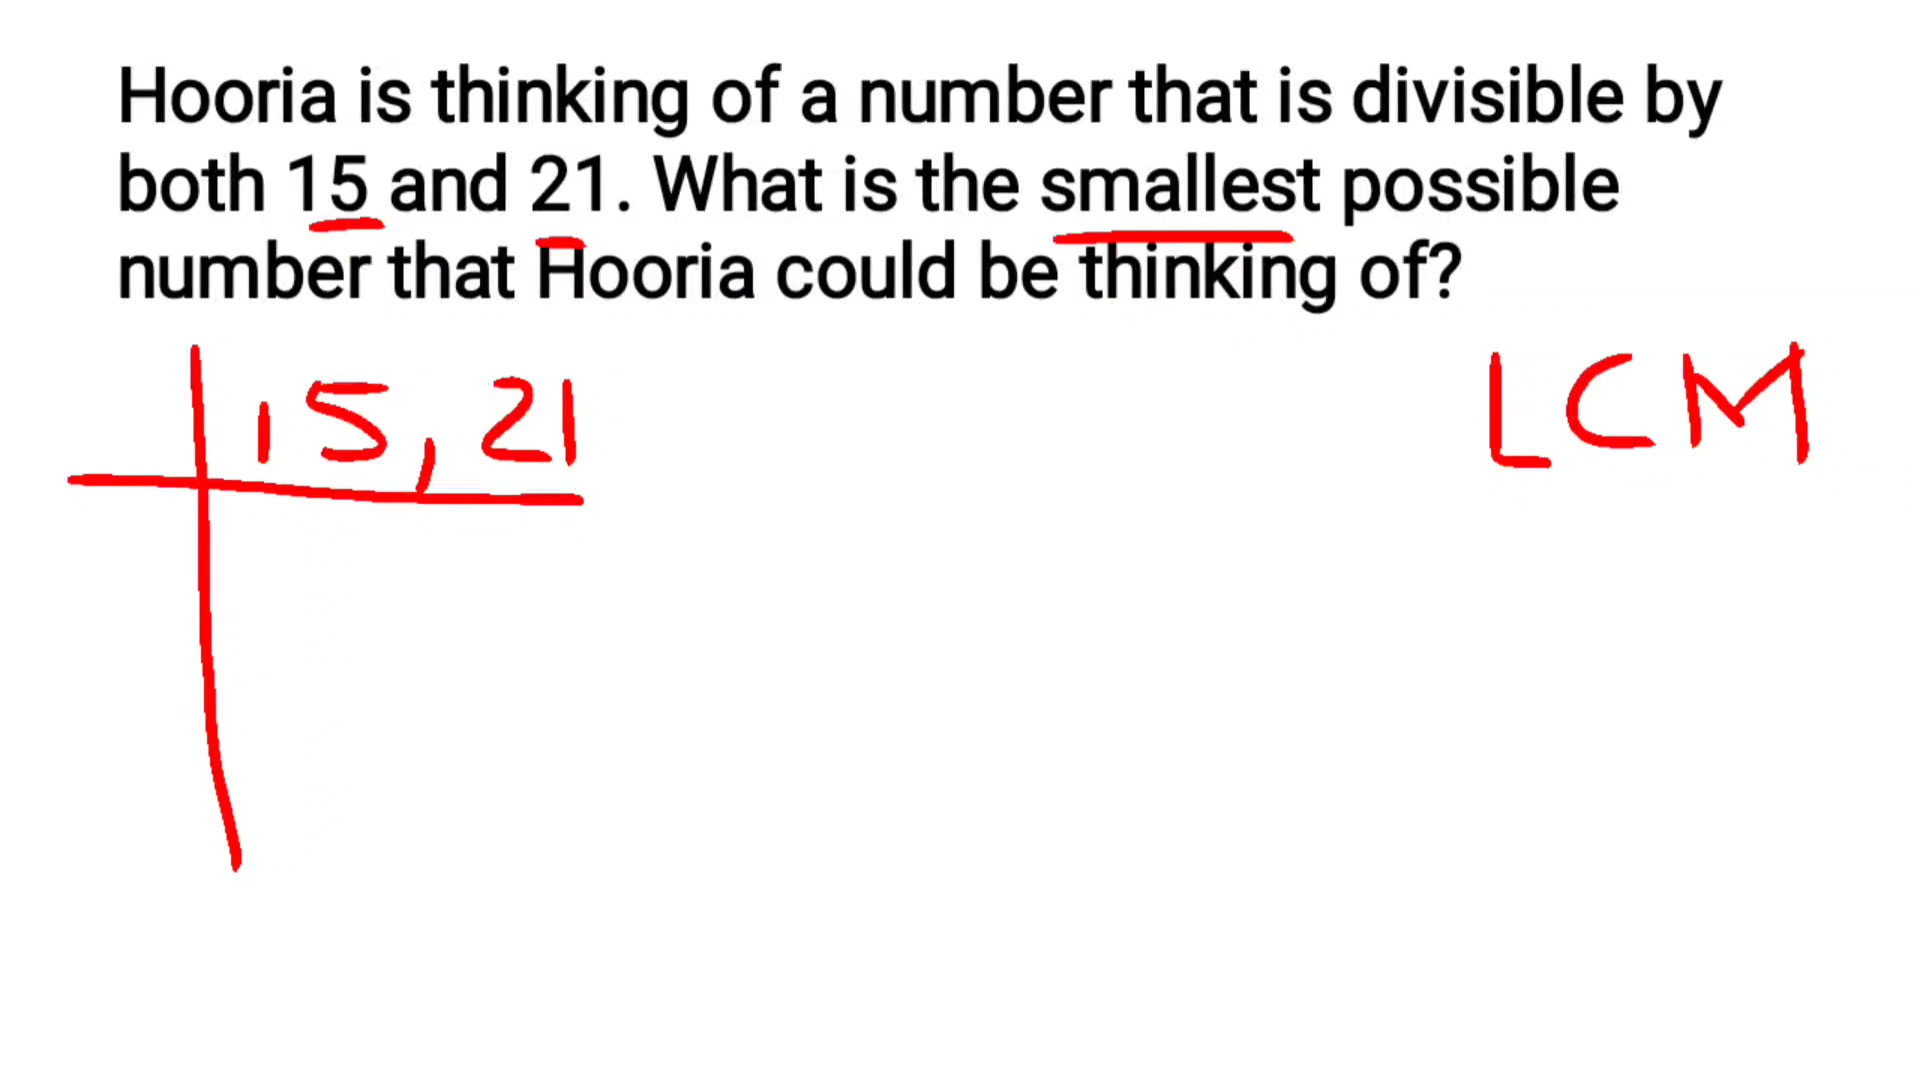 Hooria is thinking of a number that is divisible by
both 15 and 21. What is the smallest possible
number that Hooria could be thinking of?
15, 21
LCM